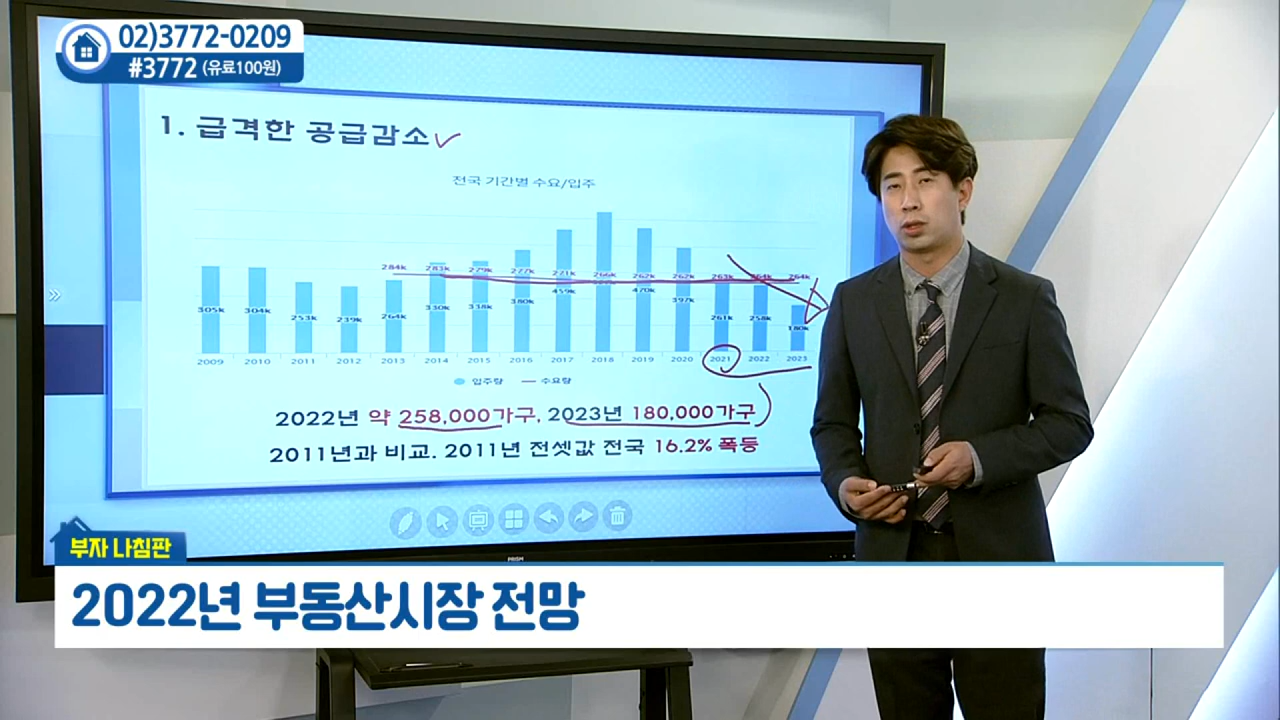 02)3772-0209
#3772 (유료100원)
1. 급격한 공급감소
전국 기간별 수요/입주
284k 283k 279k 277k 271k 266k 262k 262k 263k 264k 264k
305k 304k 253k 239k 264k 330k 338k 380k 459k 470k 397k 261k 258k 180k
2009 2010 2011 2012 2013 2014 2015 2016 2017 2018 2019 2020 2021 2022 2023
입주량 수요량
2022년 약 258,000가구, 2023년 180,000가구
2011년과 비교. 2011년 전셋값 전국 16.2% 폭등
PRISM
부자 나침판
2022년 부동산시장 전망